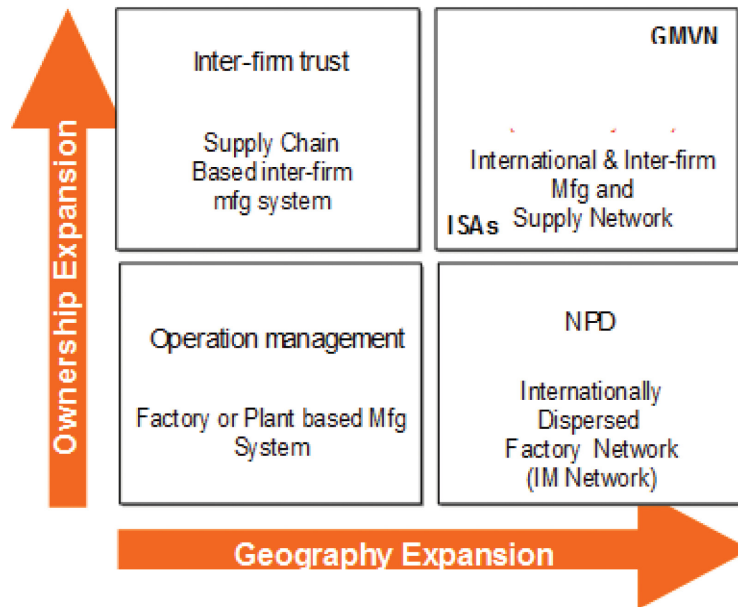 Ownership Expansion
Inter-firm trust
Supply Chain
Based inter-firm
mfg system
GMVN
International & Inter-firm
Mfg and
Supply Network
ISAs
Operation management
Factory or Plant based Mfg
System
NPD
Internationally
Dispersed
Factory Network
(IM Network)
Geography Expansion